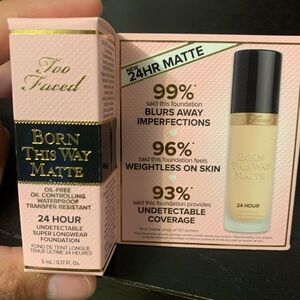 Too
Faced
BORN
THIS WAY
MATTE
OIL-FREE
OIL CONTROLLING
WATERPROOF
TRANSFER RESISTANT
24 HOUR
UNDETECTABLE
SUPER LONGWEAR
FOUNDATION
FOND DE TEINT LONGUE
TENUE ULTIME 24 HEURES
5 mL / 0.17 fl. oz.
NEW
24HR MATTE
99%*
said this foundation
BLURS AWAY
IMPERFECTIONS
96%*
said this foundation feels
WEIGHTLESS ON SKIN
93%*
said this foundation provides
UNDETECTABLE
COVERAGE
Too Faced
BORN
THIS WAY
MATTE
24 HOUR